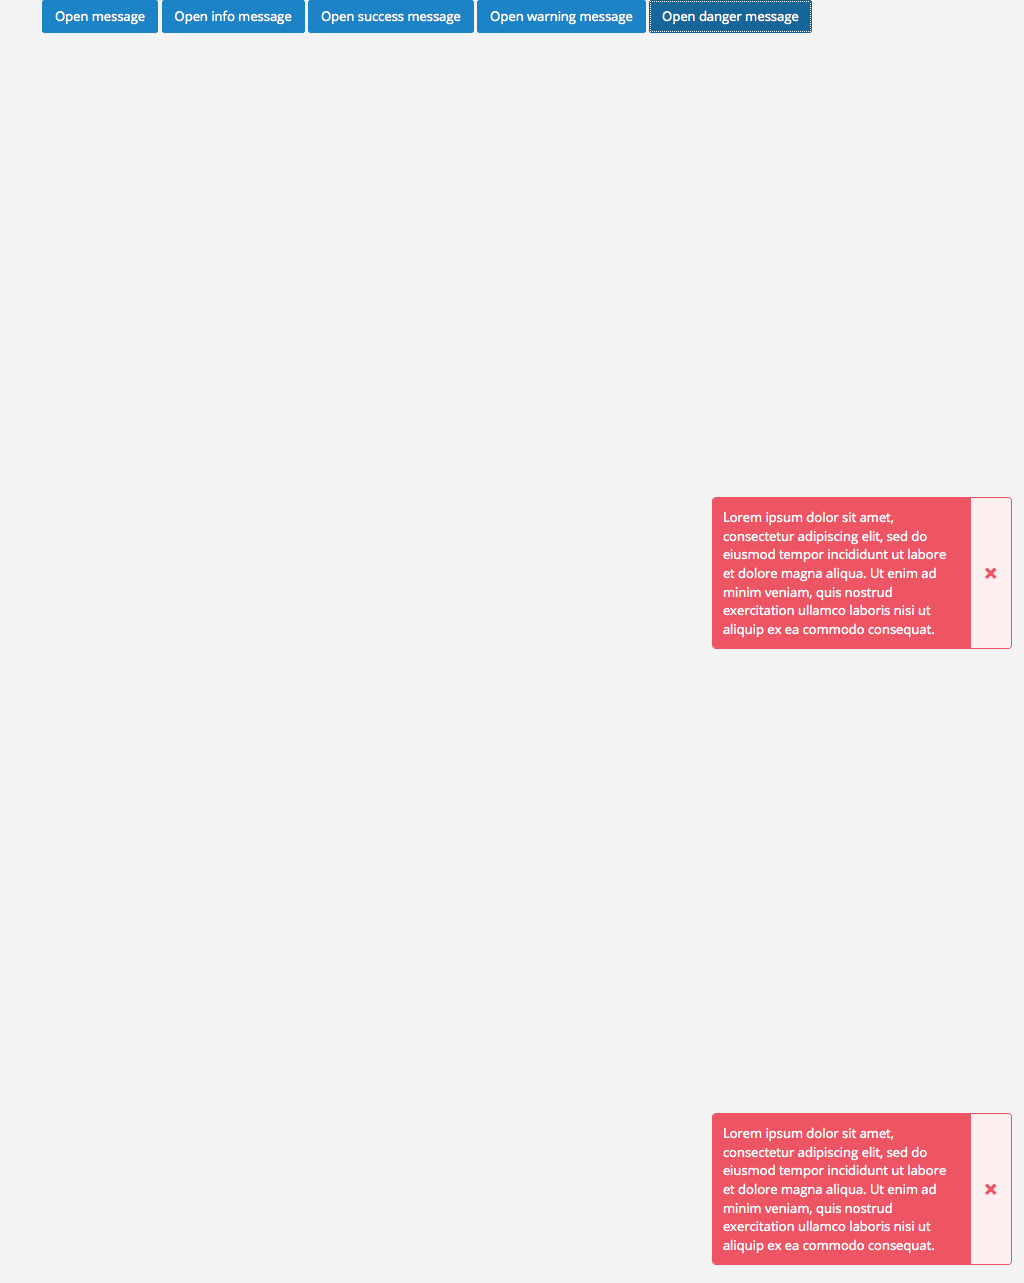 Open message Open info message Open success message Open warning message Open danger message
Lorem ipsum dolor sit amet,
consectetur adipiscing elit, sed do
eiusmod tempor incididunt ut labore
et dolore magna aliqua. Ut enim ad
minim veniam, quis nostrud
exercitation ullamco laboris nisi ut
aliquip ex ea commodo consequat.
Lorem ipsum dolor sit amet,
consectetur adipiscing elit, sed do
eiusmod tempor incididunt ut labore
et dolore magna aliqua. Ut enim ad
minim veniam, quis nostrud
exercitation ullamco laboris nisi ut
aliquip ex ea commodo consequat.